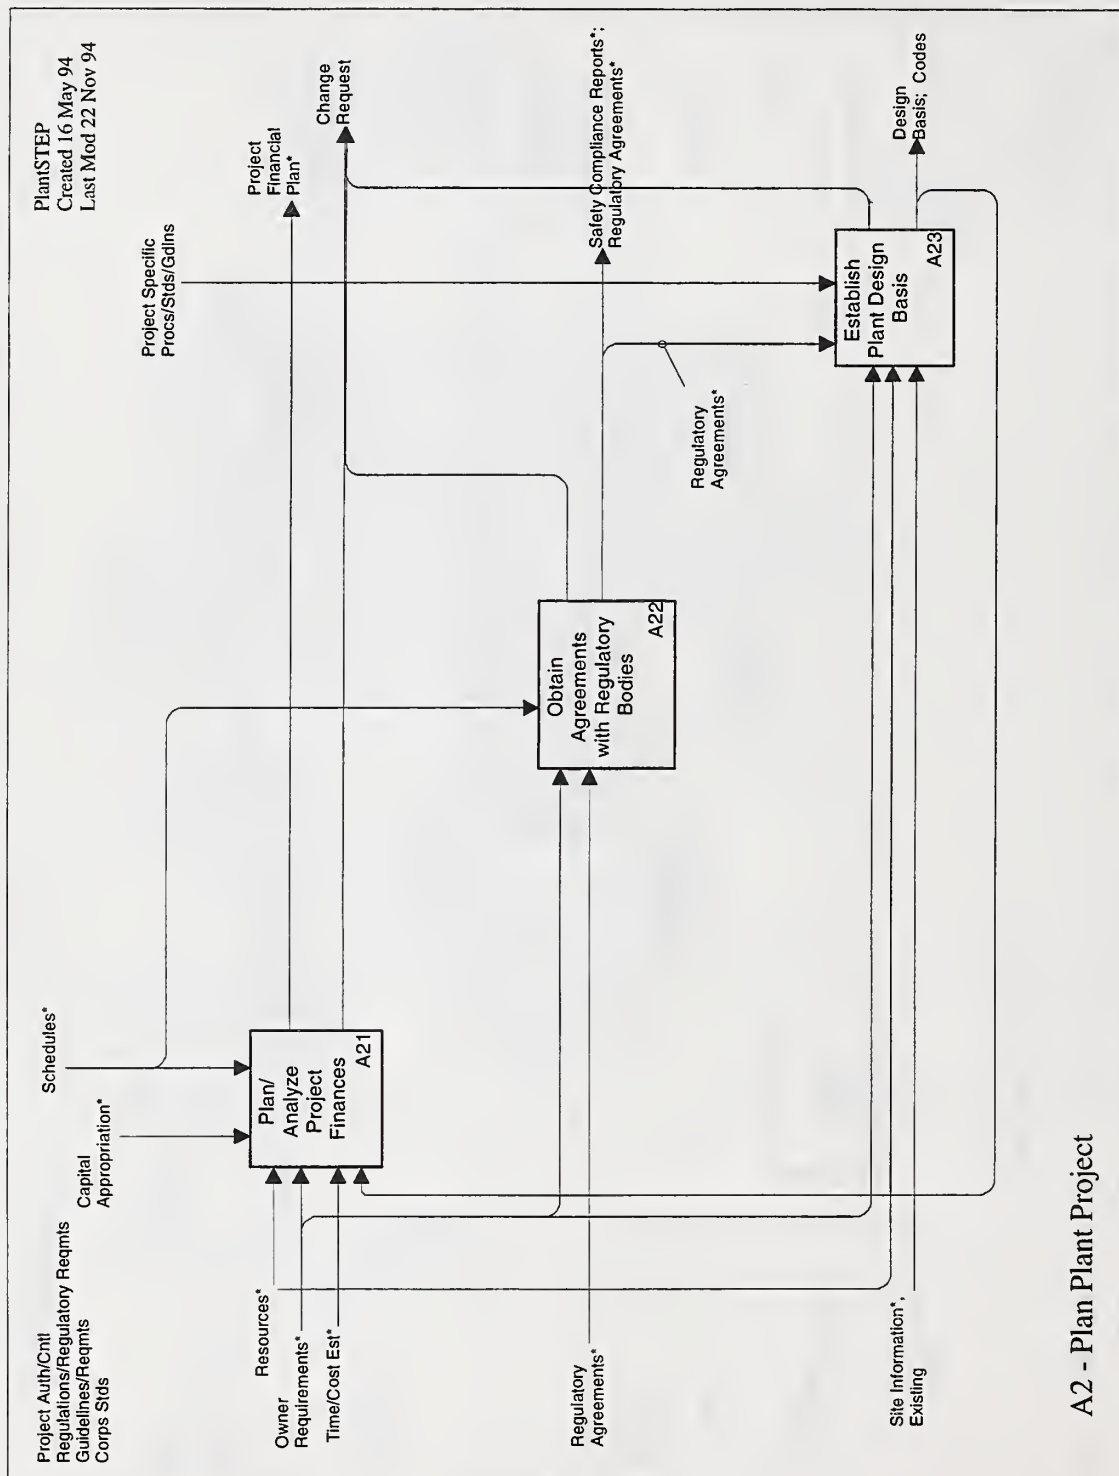 Project Auth/Cntl
Regulations/Regulatory Reqmts
Guidelines/Reqmts
Corps Stds
Capital
Appropriation*
Schedules*
Project Specific
Procs/Stds/Gdlns
PlantSTEP
Created 16 May 94
Last Mod 22 Nov 94
Project
Financial
Plan*
Change
Request
Resources*
Owner
Requirements*
Time/Cost Est*
Plan/
Analyze
Project
Finances
A21
Obtain
Agreements
with Regulatory
Bodies
A22
Safety Compliance Reports*;
Regulatory Agreements*
Regulatory
Agreements*
Regulatory
Agreements*
Establish
Plant Design
Basis
A23
Design
Basis; Codes
Site Information*,
Existing
A2 - Plan Plant Project